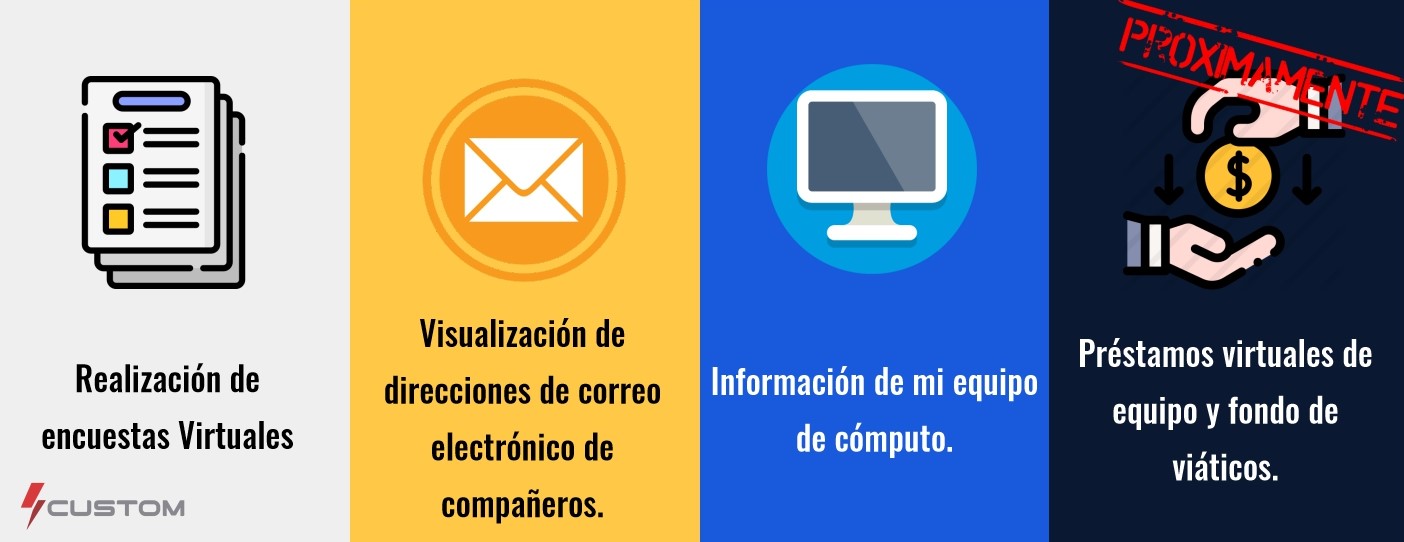 Realización de
encuestas Virtuales
CUSTOM
Visualización de
direcciones de correo
electrónico de
compañeros.
Información de mi equipo
de cómputo.
PROXIMAMENTE
$
Préstamos virtuales de
equipo y fondo de
viáticos.